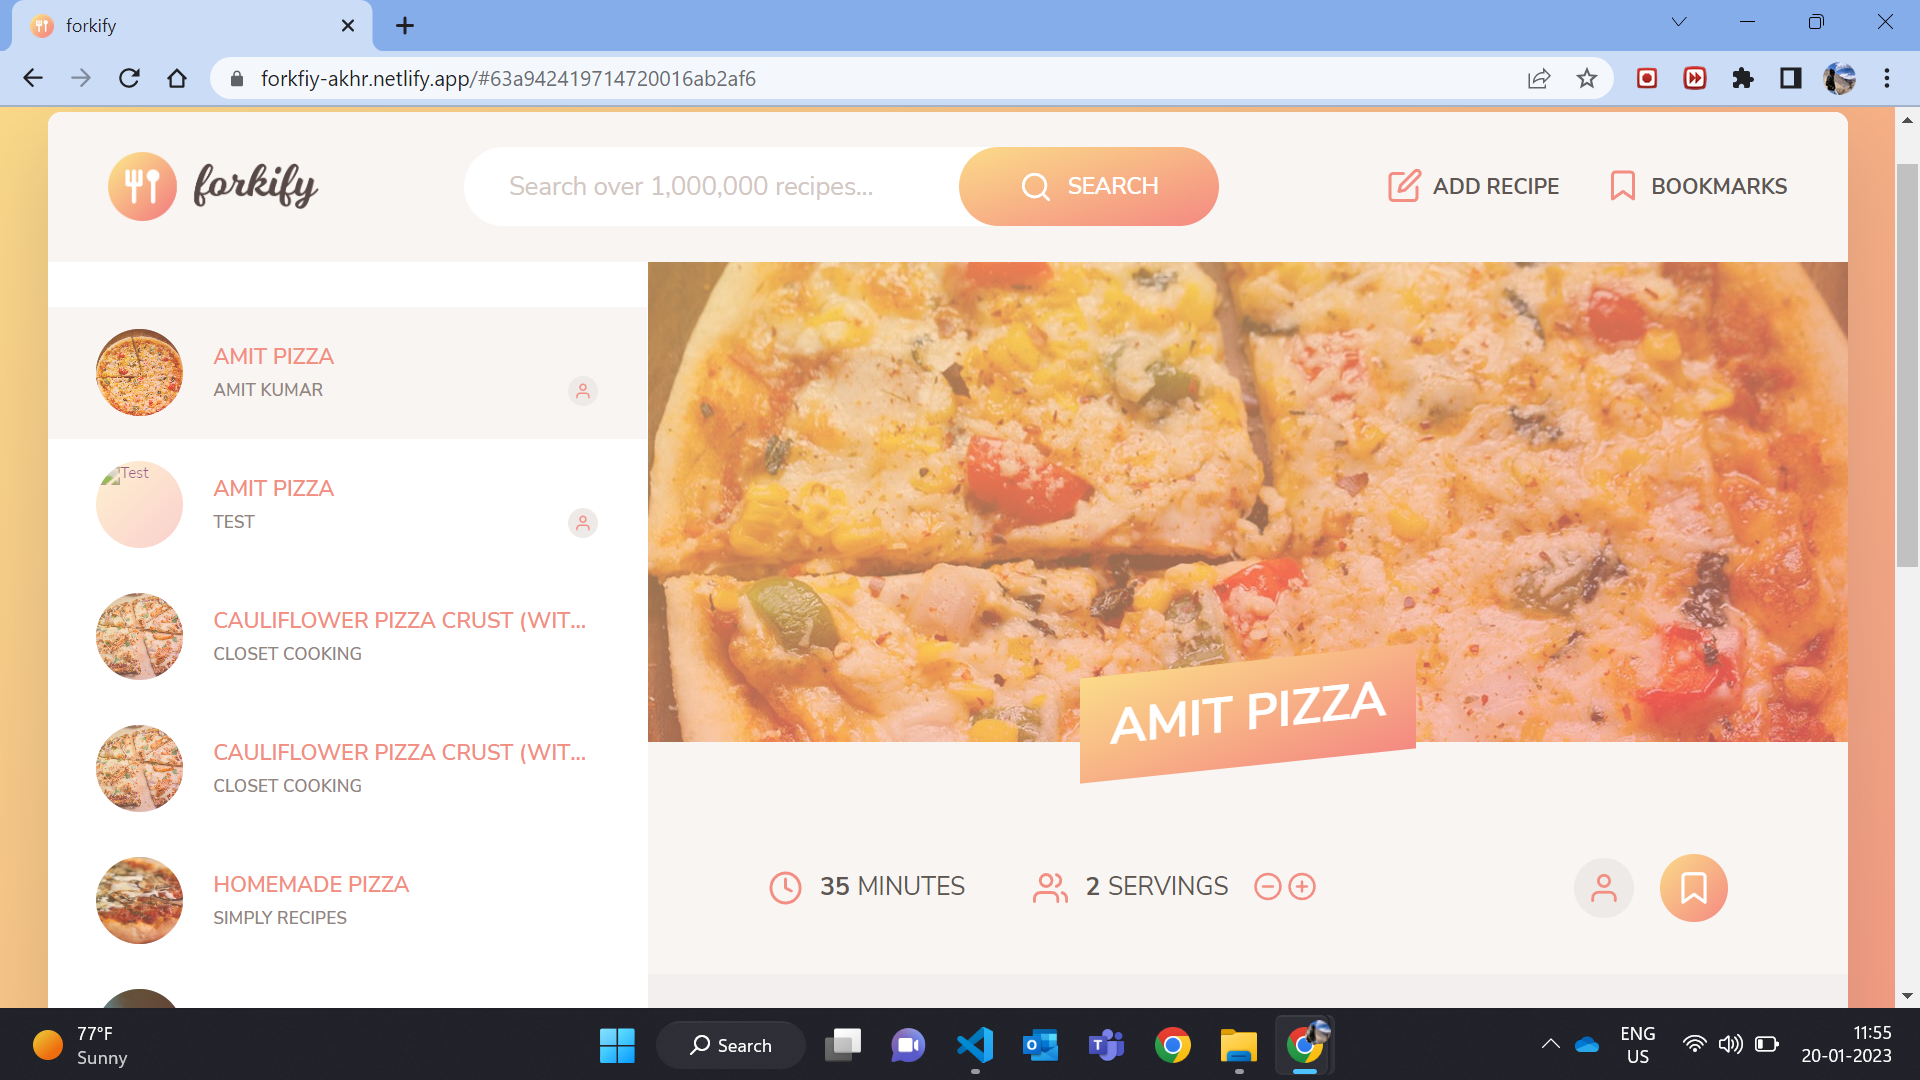 forkify
forkfiy-akhr.netlify.app/#63a942419714720016ab2af6
forkify
Search over 1,000,000 recipes...
SEARCH
ADD RECIPE
BOOKMARKS
AMIT PIZZA
AMIT KUMAR
Test
AMIT PIZZA
TEST
CAULIFLOWER PIZZA CRUST (WIT...
CLOSET COOKING
CAULIFLOWER PIZZA CRUST (WIT...
CLOSET COOKING
HOMEMADE PIZZA
SIMPLY RECIPES
AMIT PIZZA
35 MINUTES
2 SERVINGS
77°F
Sunny
Search
ENG
US
11:55
20-01-2023